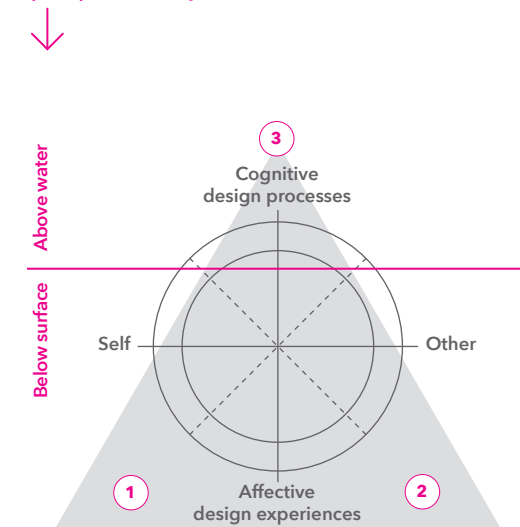 3
Cognitive
design processes
Above water
Below surface
Self
Other
1
Affective
design experiences
2